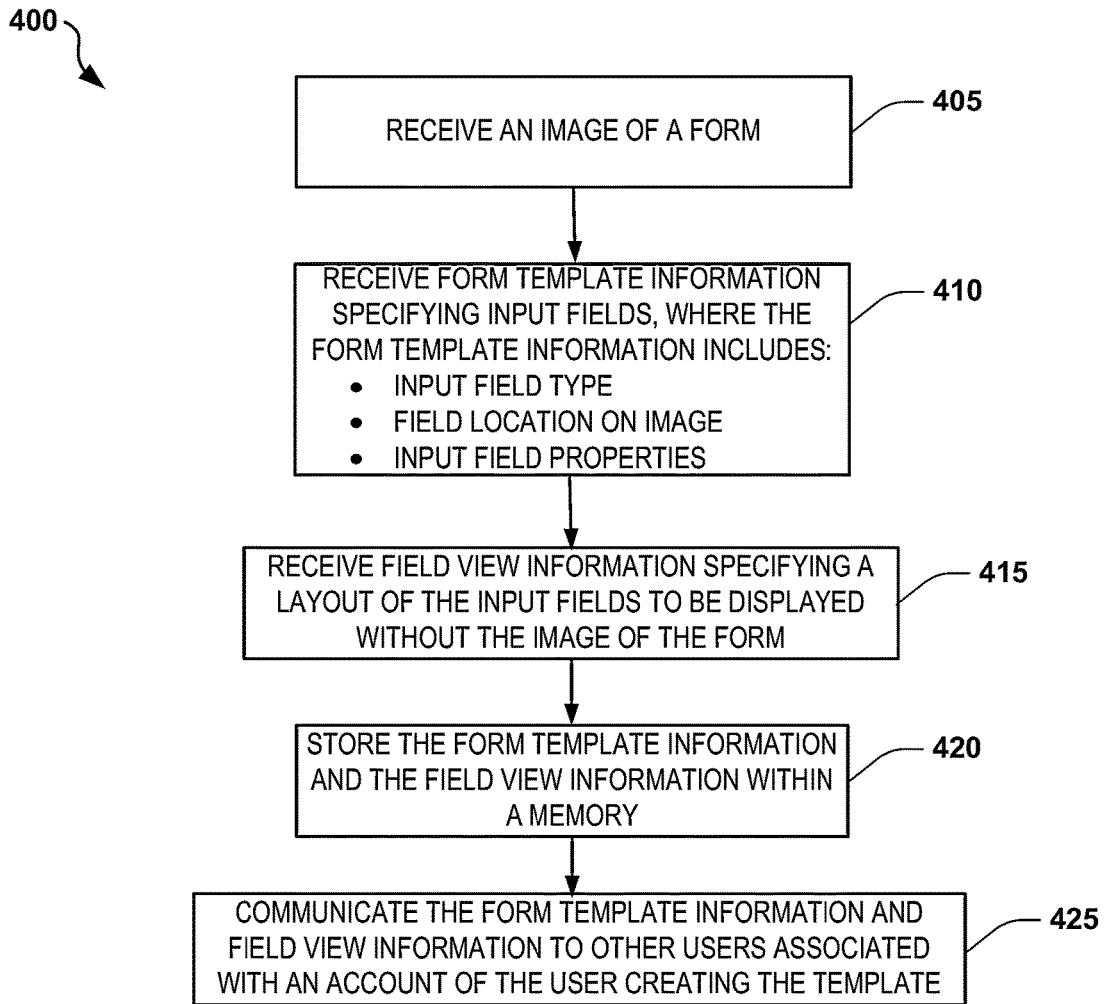 400
RECEIVE AN IMAGE OF A FORM
405
RECEIVE FORM TEMPLATE INFORMATION
SPECIFYING INPUT FIELDS, WHERE THE
FORM TEMPLATE INFORMATION INCLUDES:
• INPUT FIELD TYPE
• FIELD LOCATION ON IMAGE
• INPUT FIELD PROPERTIES
410
RECEIVE FIELD VIEW INFORMATION SPECIFYING A
LAYOUT OF THE INPUT FIELDS TO BE DISPLAYED
WITHOUT THE IMAGE OF THE FORM
415
STORE THE FORM TEMPLATE INFORMATION
AND THE FIELD VIEW INFORMATION WITHIN
A MEMORY
420
COMMUNICATE THE FORM TEMPLATE INFORMATION AND
FIELD VIEW INFORMATION TO OTHER USERS ASSOCIATED
WITH AN ACCOUNT OF THE USER CREATING THE TEMPLATE
425